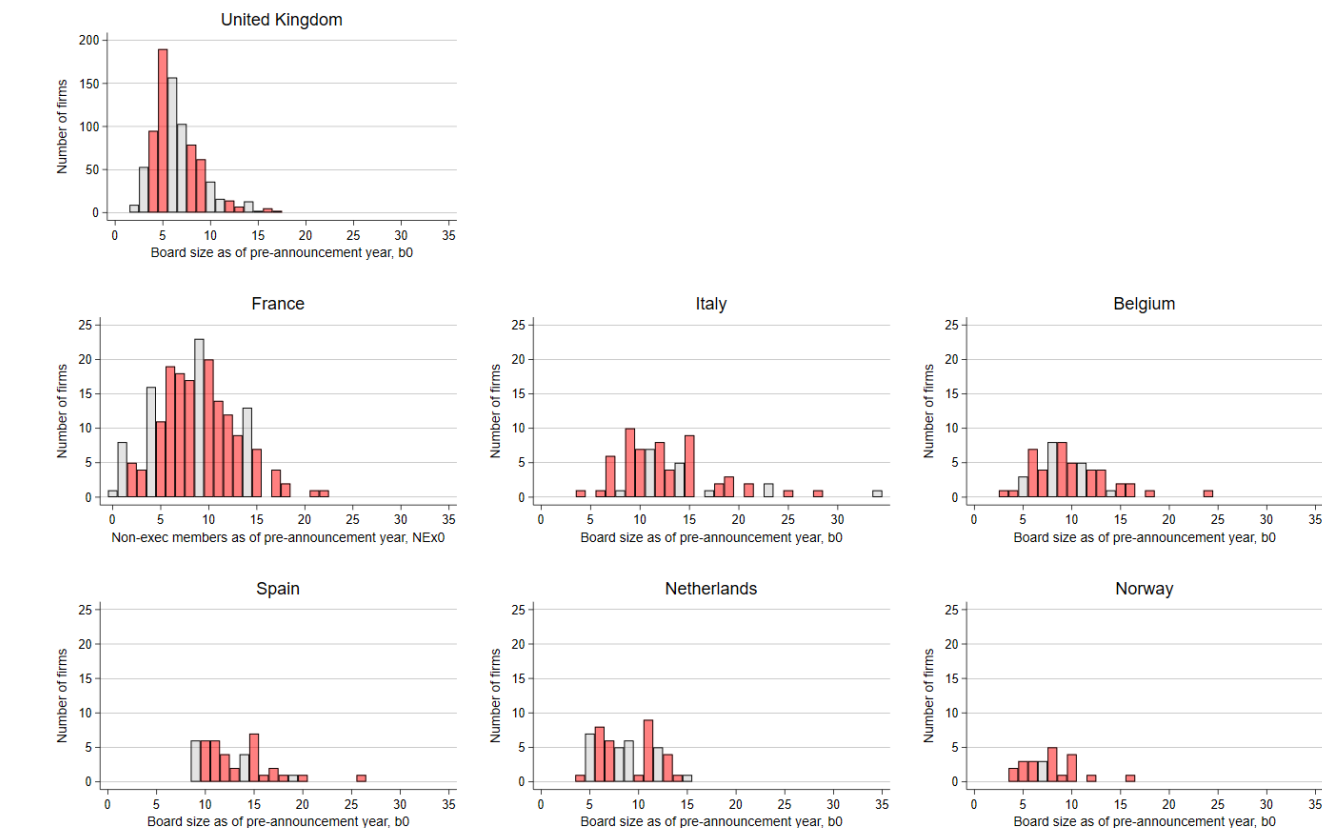 United Kingdom
Number of firms
200
150
100
50
0
0 5 10 15 20 25 30 35
Board size as of pre-announcement year, b0
France
Number of firms
25
20
15
10
5
0
0 5 10 15 20 25 30 35
Non-exec members as of pre-announcement year, NEx0
Italy
Number of firms
25
20
15
10
5
0
0 5 10 15 20 25 30
Board size as of pre-announcement year, b0
Belgium
Number of firms
25
20
15
10
5
0
0 5 10 15 20 25 30 35
Board size as of pre-announcement year, b0
Spain
Number of firms
25
20
15
10
5
0
0 5 10 15 20 25 30 35
Board size as of pre-announcement year, b0
Netherlands
Number of firms
25
20
15
10
5
0
0 5 10 15 20 25 30 35
Board size as of pre-announcement year, b0
Norway
Number of firms
25
20
15
10
5
0
0 5 10 15 20 25 30 35
Board size as of pre-announcement year, b0